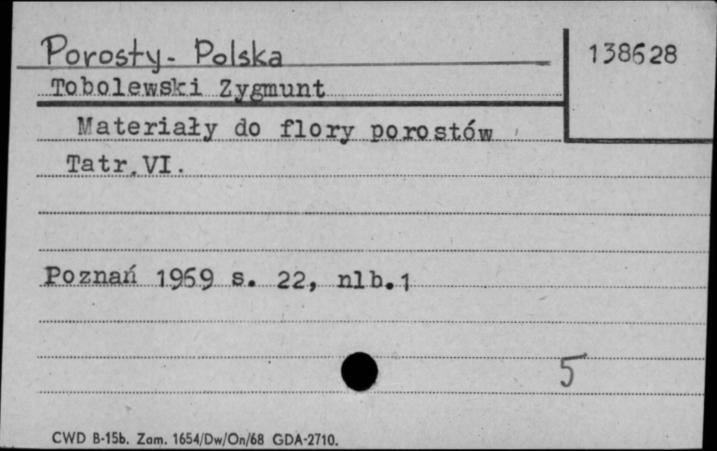 Porosty - Polska
138628
Tobolewski Zygmunt
Materiały do flory porostów
Tatr. VI.
Poznań 1969 s. 22, nlb. 1
5
CWD B-15b. Zam. 1654/Dw/On/68 GDA-2710.